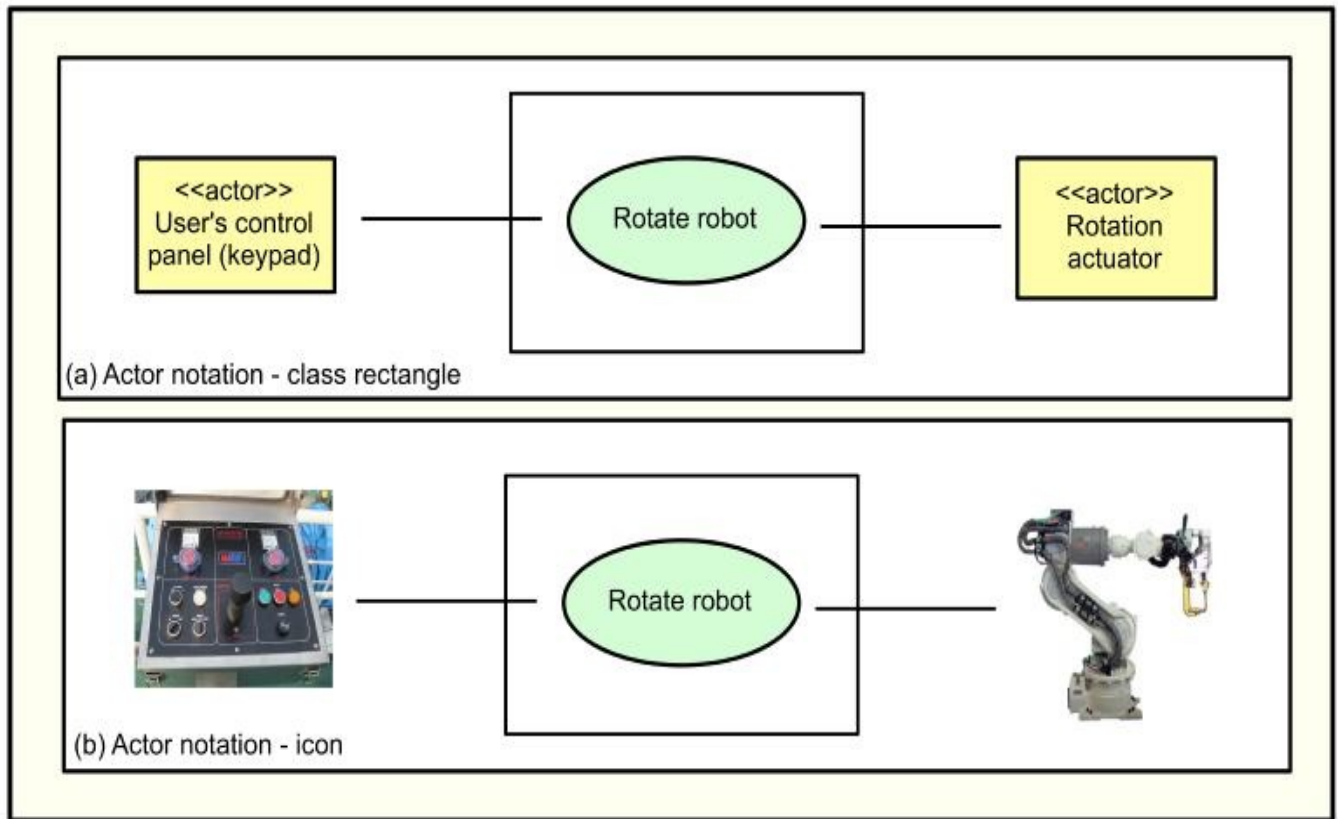 <<actor>>
User's control
panel (keypad)
Rotate robot
<<actor>>
Rotation
actuator
(a) Actor notation - class rectangle
Rotate robot
(b) Actor notation - icon